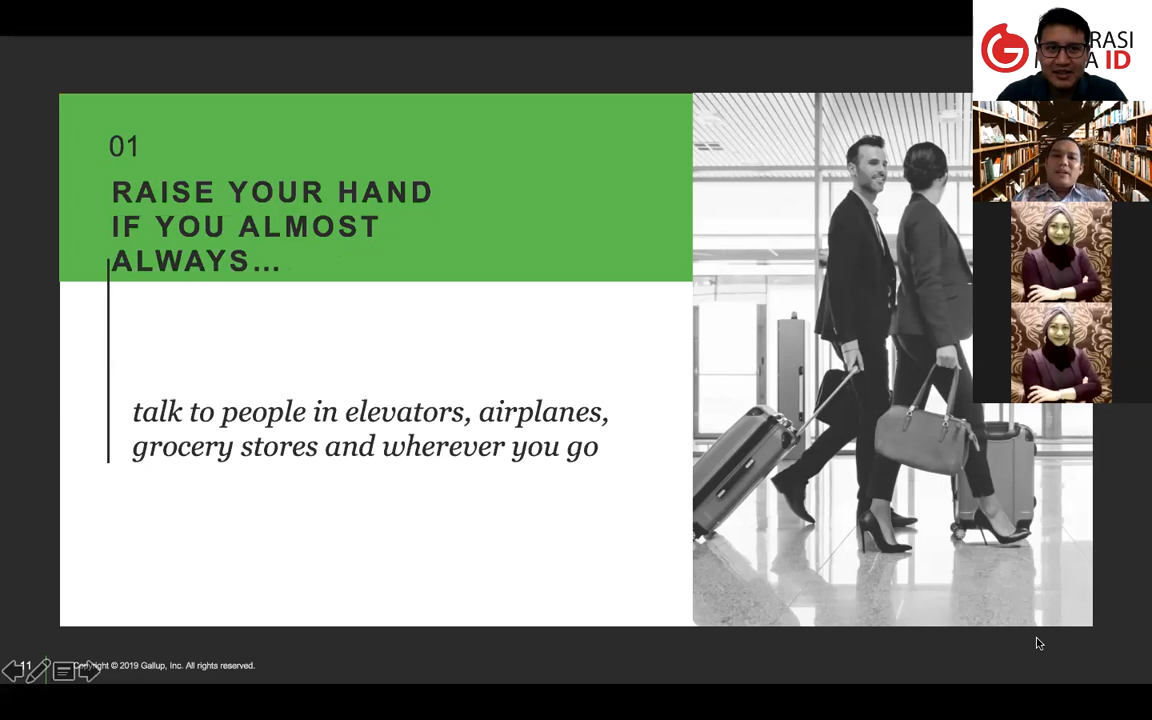 01
RAISE YOUR HAND
IF YOU ALMOST
ALWAYS...
talk to people in elevators, airplanes,
grocery stores and wherever you go
RASI
ID
11
Copyright © 2019 Gallup, Inc. All rights reserved.